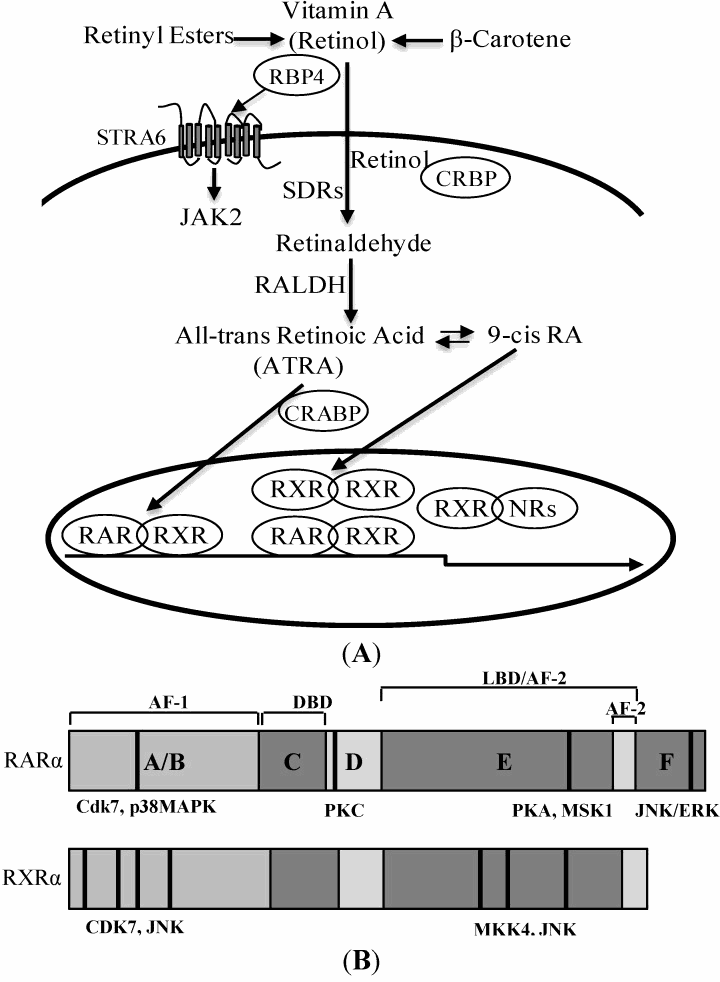 Vitamin A
Retinyl Esters (Retinol) β-Carotene
RBP4
STRA6
Retinol
CRBP
SDRs
JAK2
Retinaldehyde
RALDH
All-trans Retinoic Acid 9-cis RA
(ATRA)
CRABP
RXR RXR
RXR NRs
RAR RXR RAR RXR
(A)
LBD/AF-2
AF-1 DBD AF-2
RARα A/B C D E F
Cdk7, p38MAPK PKC PKA, MSK1 JNK/ERK
RXRα
CDK7, JNK MKK4. JNK
(B)